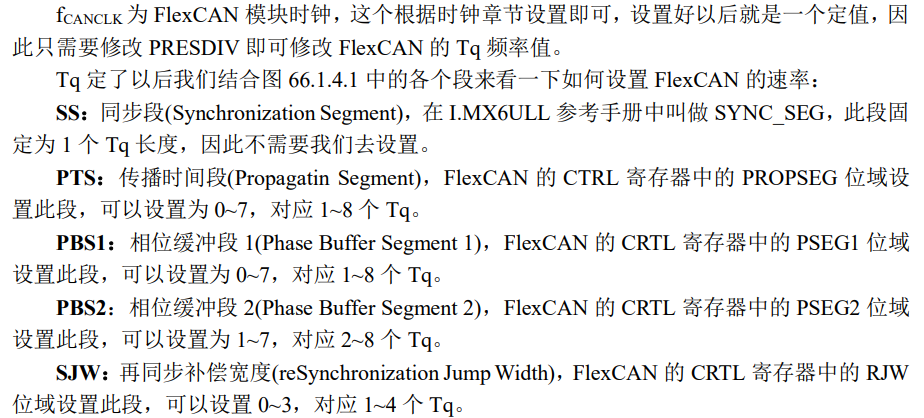 fCANCLK 为 FlexCAN 模块时钟，这个根据时钟章节设置即可，设置好以后就是一个定值，因
此只需要修改 PRESDIV 即可修改 FlexCAN 的 Tq 频率值。
Tq 定了以后我们结合图 66.1.4.1 中的各个段来看一下如何设置 FlexCAN 的速率：
SS：同步段(Synchronization Segment)，在 I.MX6ULL 参考手册中叫做 SYNC_SEG，此段固
定为 1 个 Tq 长度，因此不需要我们去设置。
PTS：传播时间段(Propagatin Segment)，FlexCAN 的 CTRL 寄存器中的 PROPSEG 位域设
置此段，可以设置为 0~7，对应 1~8 个 Tq。
PBS1：相位缓冲段 1(Phase Buffer Segment 1)，FlexCAN 的 CRTL 寄存器中的 PSEG1 位域
设置此段，可以设置为 0~7，对应 1~8 个 Tq。
PBS2：相位缓冲段 2(Phase Buffer Segment 2)，FlexCAN 的 CRTL 寄存器中的 PSEG2 位域
设置此段，可以设置为 1~7，对应 2~8 个 Tq。
SJW：再同步补偿宽度(reSynchronization Jump Width)，FlexCAN 的 CRTL 寄存器中的 RJW
位域设置此段，可以设置 0~3，对应 1~4 个 Tq。